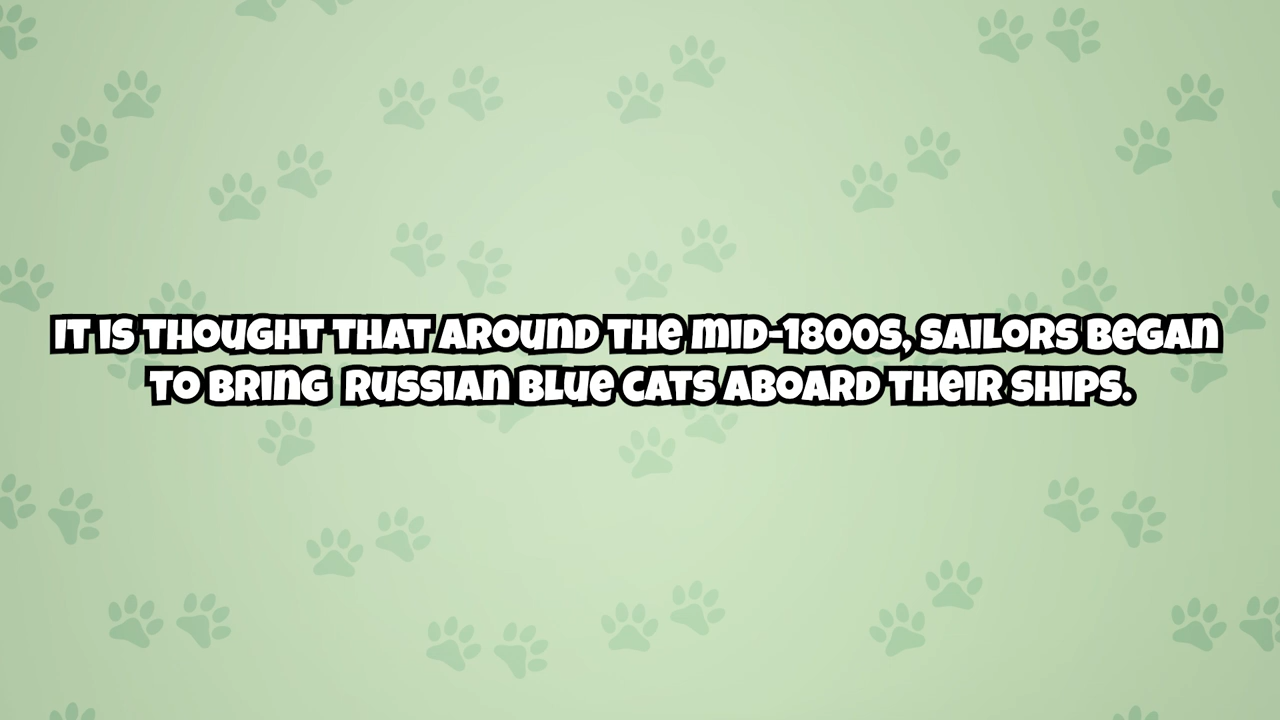 IT IS THOUGHT THAT AROUND THE MID-1800S, SAILORS BEGAN
TO BRING  RUSSIAN BLUE CATS ABOARD THEIR SHIPS.